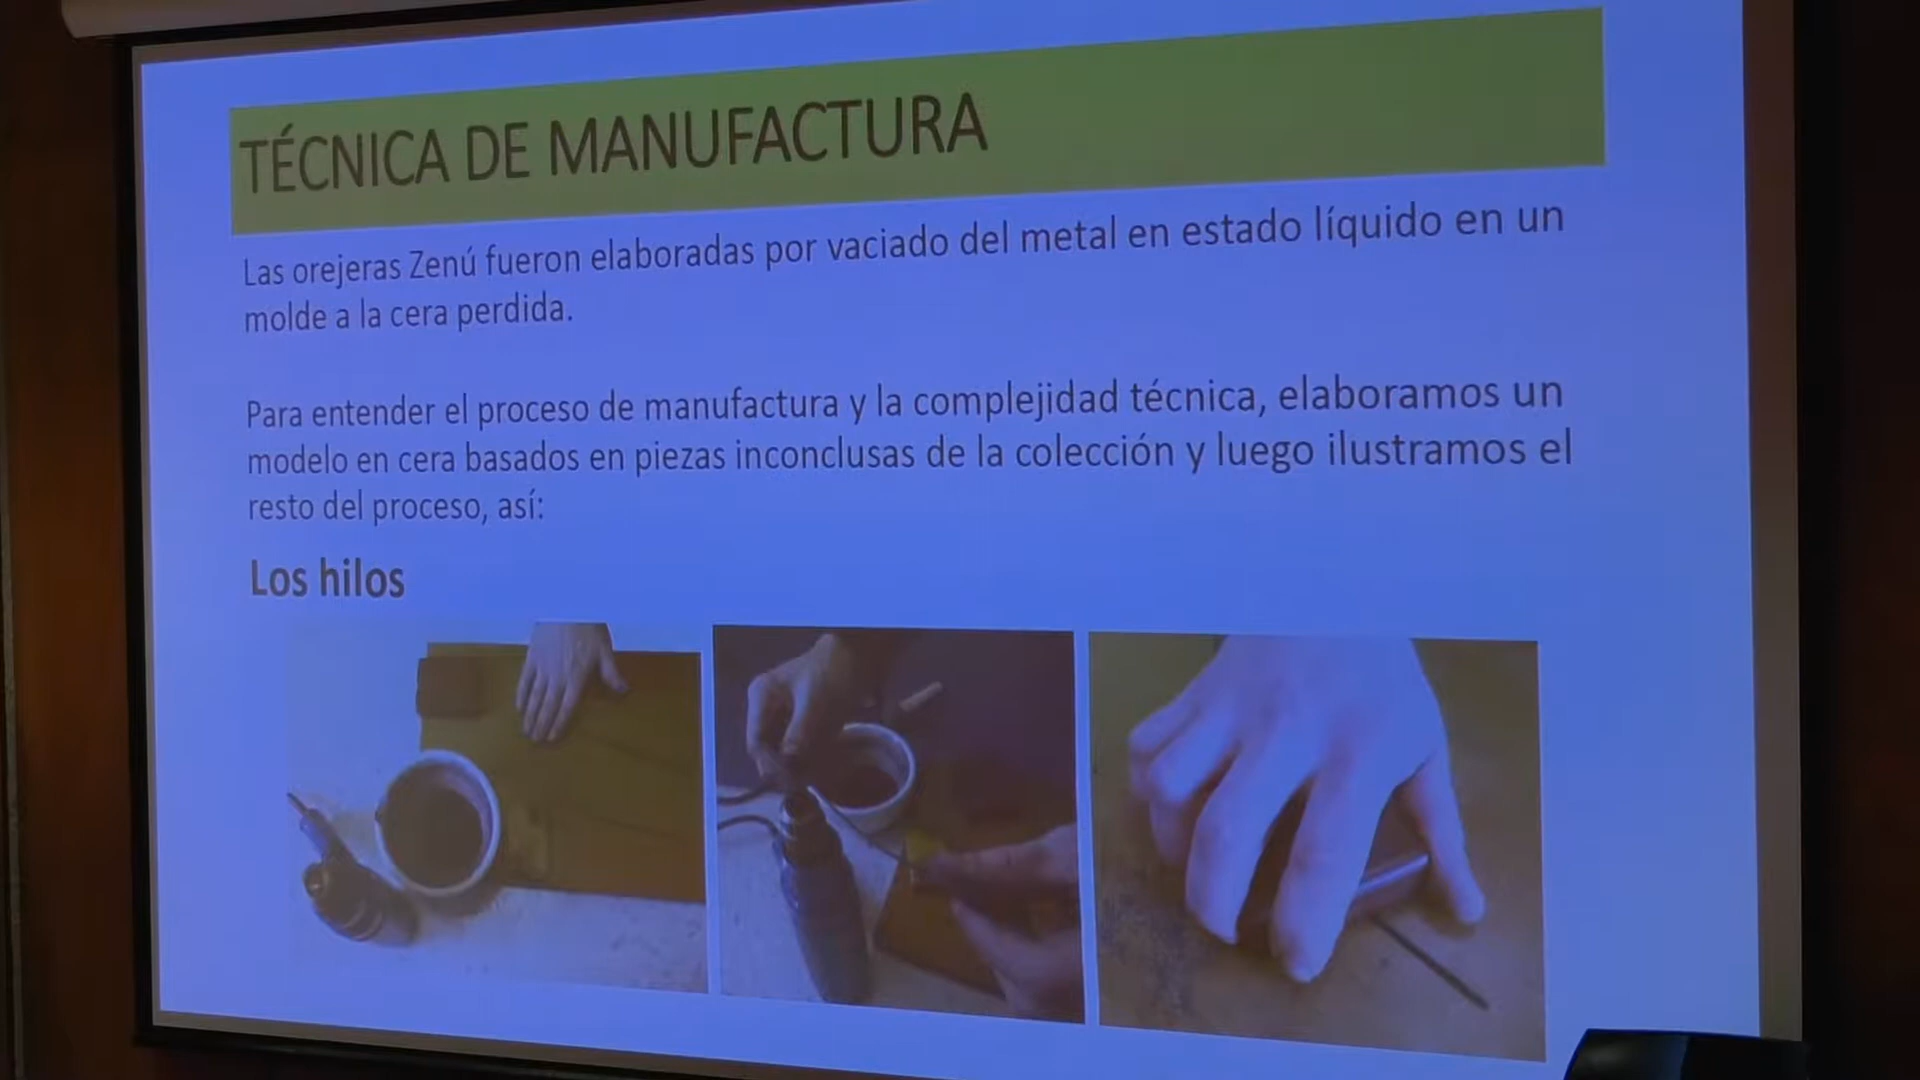 TÉCNICA DE MANUFACTURA
Las orejeras Zenú fueron elaboradas por vaciado del metal en estado líquido en un
molde a la cera perdida.
Para entender el proceso de manufactura y la complejidad técnica, elaboramos un
modelo en cera basados en piezas inconclusas de la colección y luego ilustramos el
resto del proceso, así:
Los hilos